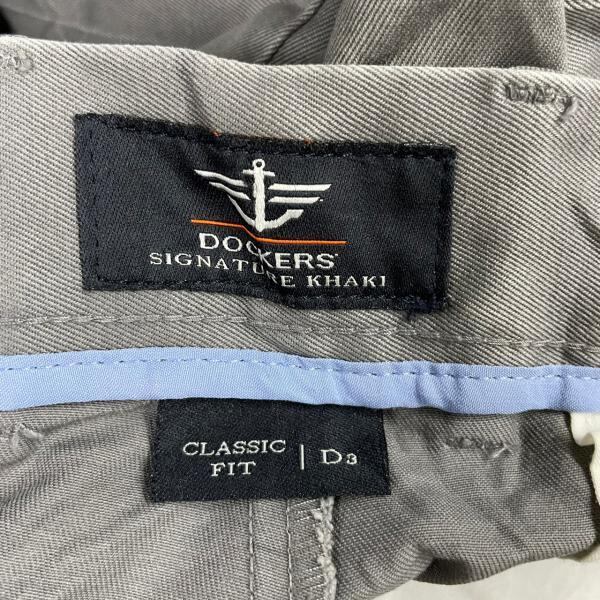 DOCKERS
SIGNATURE KHAKI
CLASSIC
FIT | D3